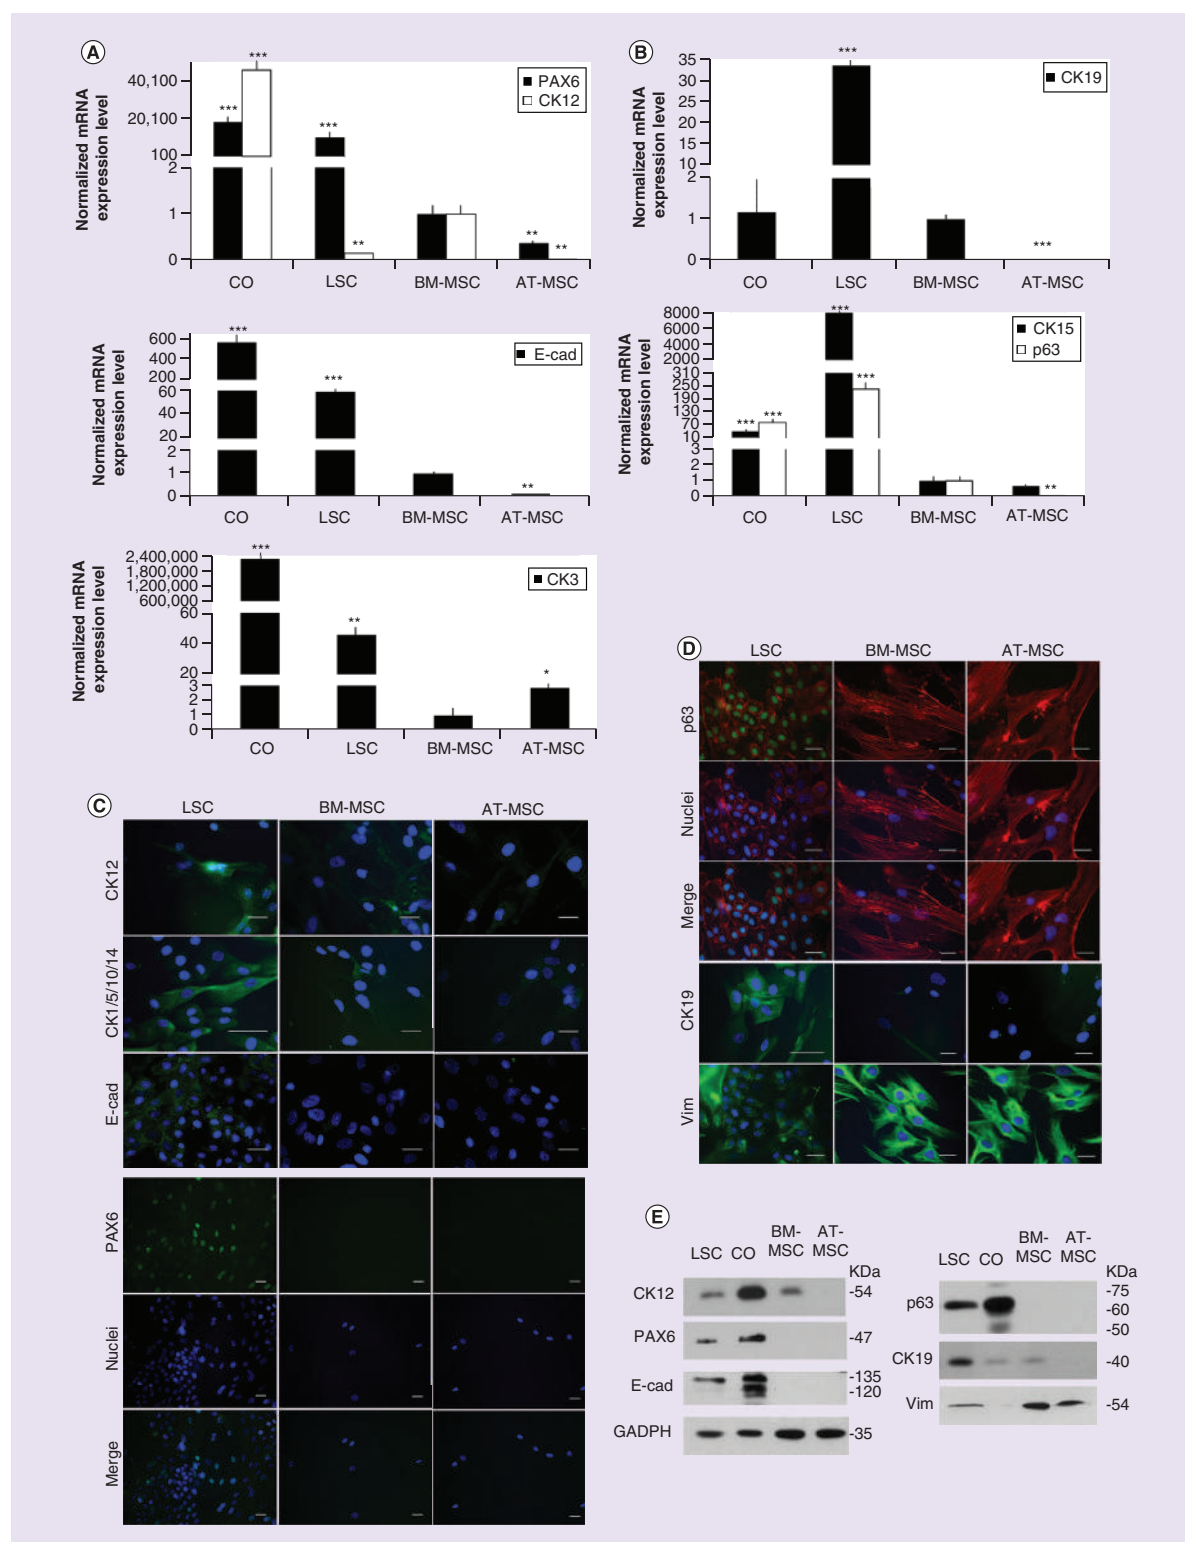 A
Normalized mRNA
expression level
40,100
20,100
100
2
1
0
***
***
***
**
**
**
PAX6
CK12
CO LSC BM-MSC AT-MSC
Normalized mRNA
expression level
600
400
200
60
40
20
2
1
0
***
***
**
E-cad
CO LSC BM-MSC AT-MSC
Normalized mRNA
expression level
2,400,000
1,800,000
1,200,000
600,000
60
40
20
3
2
1
0
***
**
*
CK3
CO LSC BM-MSC AT-MSC
B
Normalized mRNA
expression level
35
30
25
20
15
10
2
1
0
***
***
CK19
CO LSC BM-MSC AT-MSC
Normalized mRNA
expression level
8000
6000
4000
2000
310
250
190
130
70
10
3
2
1
0
***
***
***
***
**
CK15
p63
CO LSC BM-MSC AT-MSC
C
LSC BM-MSC AT-MSC
CK12
CK1/5/10/14
E-cad
PAX6
Nuclei
Merge
D
LSC BM-MSC AT-MSC
p63
Nuclei
Merge
CK19
Vim
E
LSC CO BM-MSC AT-MSC
KDa
CK12 -54
PAX6 -47
E-cad -135
-120
GADPH -35
LSC CO BM-MSC AT-MSC
KDa
-75
p63 -60
-50
CK19 -40
Vim -54